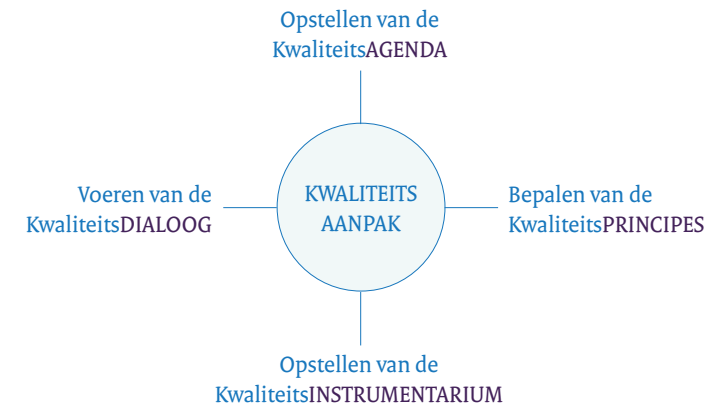 Opstellen van de
KwaliteitsAGENDA
Voeren van de
KwaliteitsDIALOOG
KWALITEITS
AANPAK
Bepalen van de
KwaliteitsPRINCIPES
Opstellen van de
KwaliteitsINSTRUMENTARIUM